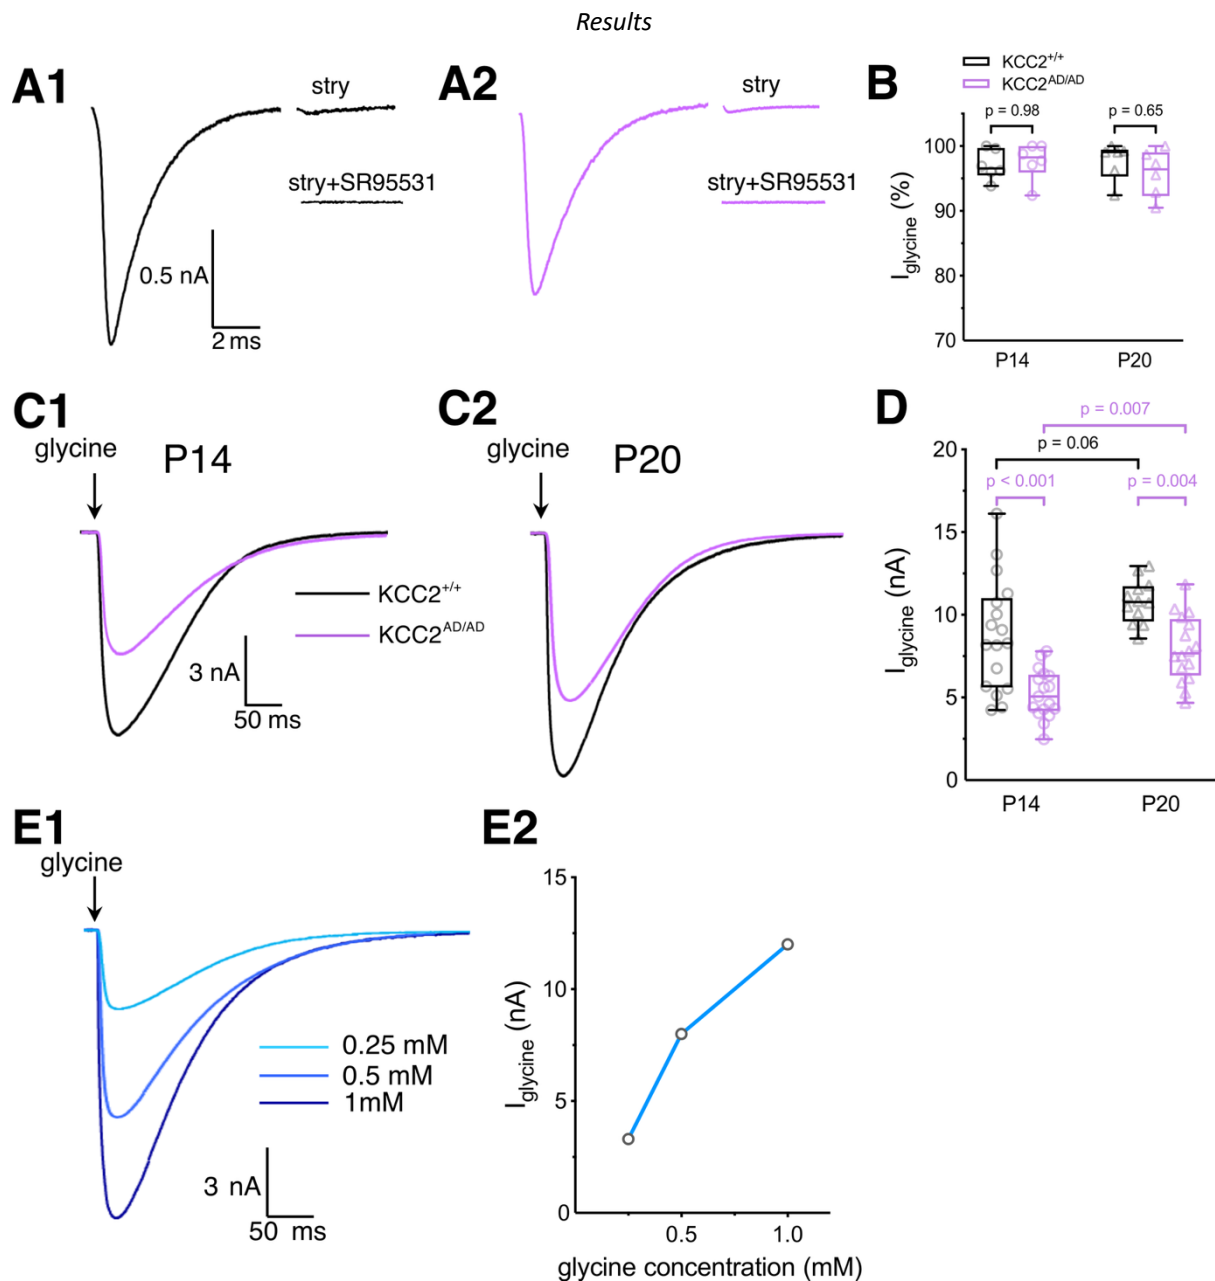 Results
A1
stry
stry+SR95531
0.5 nA
2 ms
A2
stry
stry+SR95531
B
KCC2+/+
KCC2AD/AD
p = 0.98
p = 0.65
100
90
80
70
Iglycine (%)
P14
P20
C1
glycine
P14
KCC2+/+
KCC2AD/AD
3 nA
50 ms
C2
glycine
P20
D
p = 0.007
p = 0.06
p < 0.001
p = 0.004
20
15
10
5
0
Iglycine (nA)
P14
P20
E1
glycine
0.25 mM
0.5 mM
1mM
3 nA
50 ms
E2
15
10
5
0
Iglycine (nA)
0.5
1.0
glycine concentration (mM)